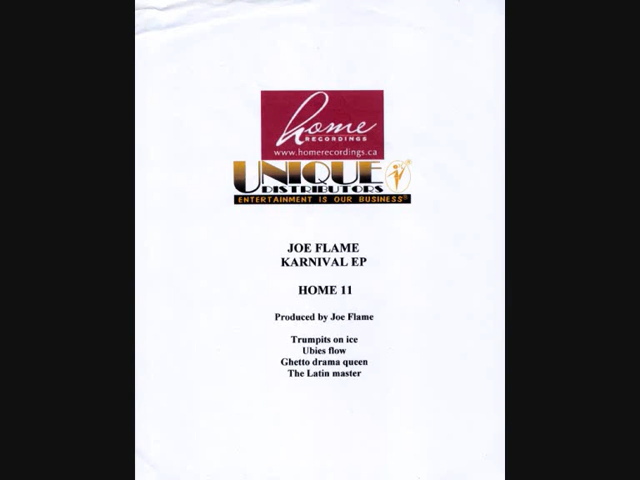 home
RECORDINGS
www.homerecordings.ca
UNIQUE
DISTRIBUTORS
ENTERTAINMENT IS OUR BUSINESS®
JOE FLAME
KARNIVAL EP
HOME 11
Produced by Joe Flame
Trumpits on ice
Ubies flow
Ghetto drama queen
The Latin master